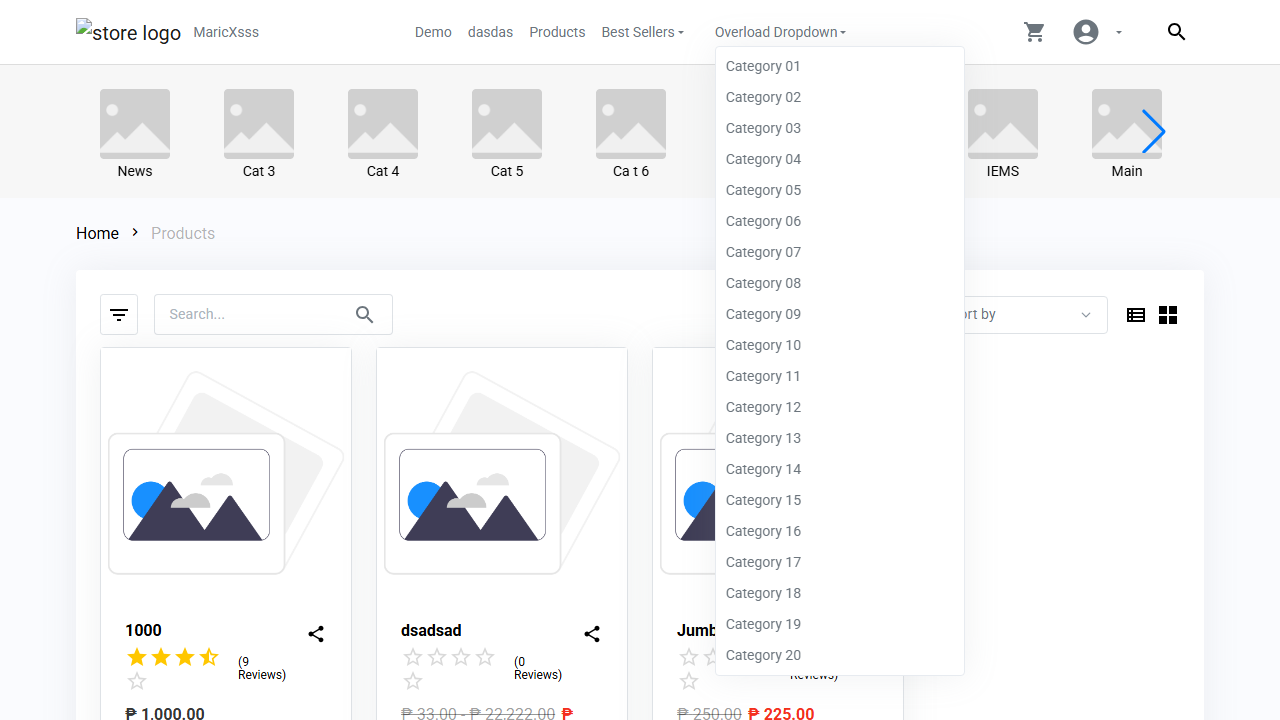 store logo MaricXsss Demo dasdas Products Best Sellers Overload Dropdown
Category 01
Category 02
Category 03
Category 04
Category 05
Category 06
Category 07
Category 08
Category 09
Category 10
Category 11
Category 12
Category 13
Category 14
Category 15
Category 16
Category 17
Category 18
Category 19
Category 20
News Cat 3 Cat 4 Cat 5 Ca t 6 IEMS Main
Home Products
Search... ort by
1000
(9
Reviews)
₱ 1,000.00
dsadsad
(0
Reviews)
₱ 33.00 - ₱ 22,222.00 ₱
Jumb
Reviews)
₱ 250.00 ₱ 225.00